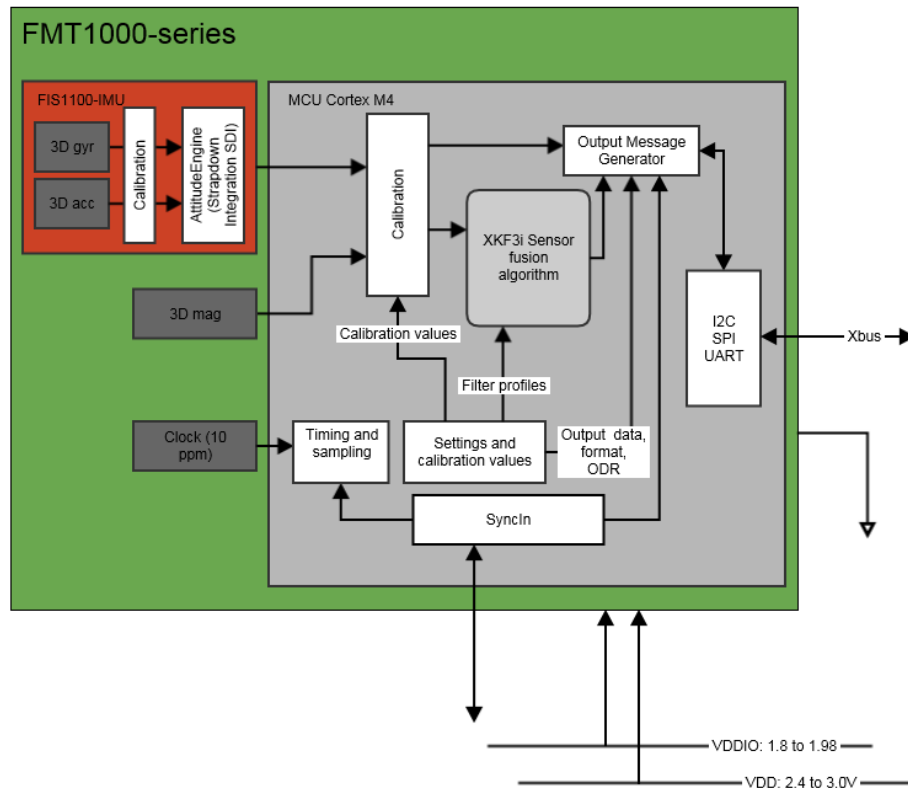 FMT1000-series
FIS1100-IMU
3D gyr
3D acc
Calibration
AttitudeEngine
(Strapdown
Integration SDI)
MCU Cortex M4
Calibration
Output Message
Generator
XKF3i Sensor
fusion
algorithm
3D mag
I2C
SPI
UART
Xbus
Calibration values
Filter profiles
Clock (10
ppm)
Timing and
sampling
Settings and
calibration values
Output data,
format,
ODR
SyncIn
VDDIO: 1.8 to 1.98
VDD: 2.4 to 3.0V